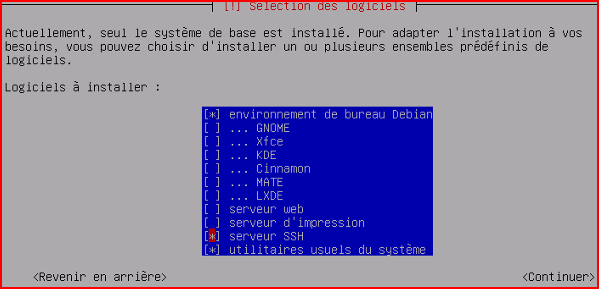 [!] Sélection des logiciels
Actuellement, seul le système de base est installé. Pour adapter l'installation à vos
besoins, vous pouvez choisir d'installer un ou plusieurs ensembles prédéfinis de
logiciels.
Logiciels à installer :
[*] environnement de bureau Debian
[ ] ... GNOME
[ ] ... Xfce
[ ] ... KDE
[ ] ... Cinnamon
[ ] ... MATE
[ ] ... LXDE
[ ] serveur web
[ ] serveur d'impression
[*] serveur SSH
[*] utilitaires usuels du système
<Revenir en arrière>
<Continuer>